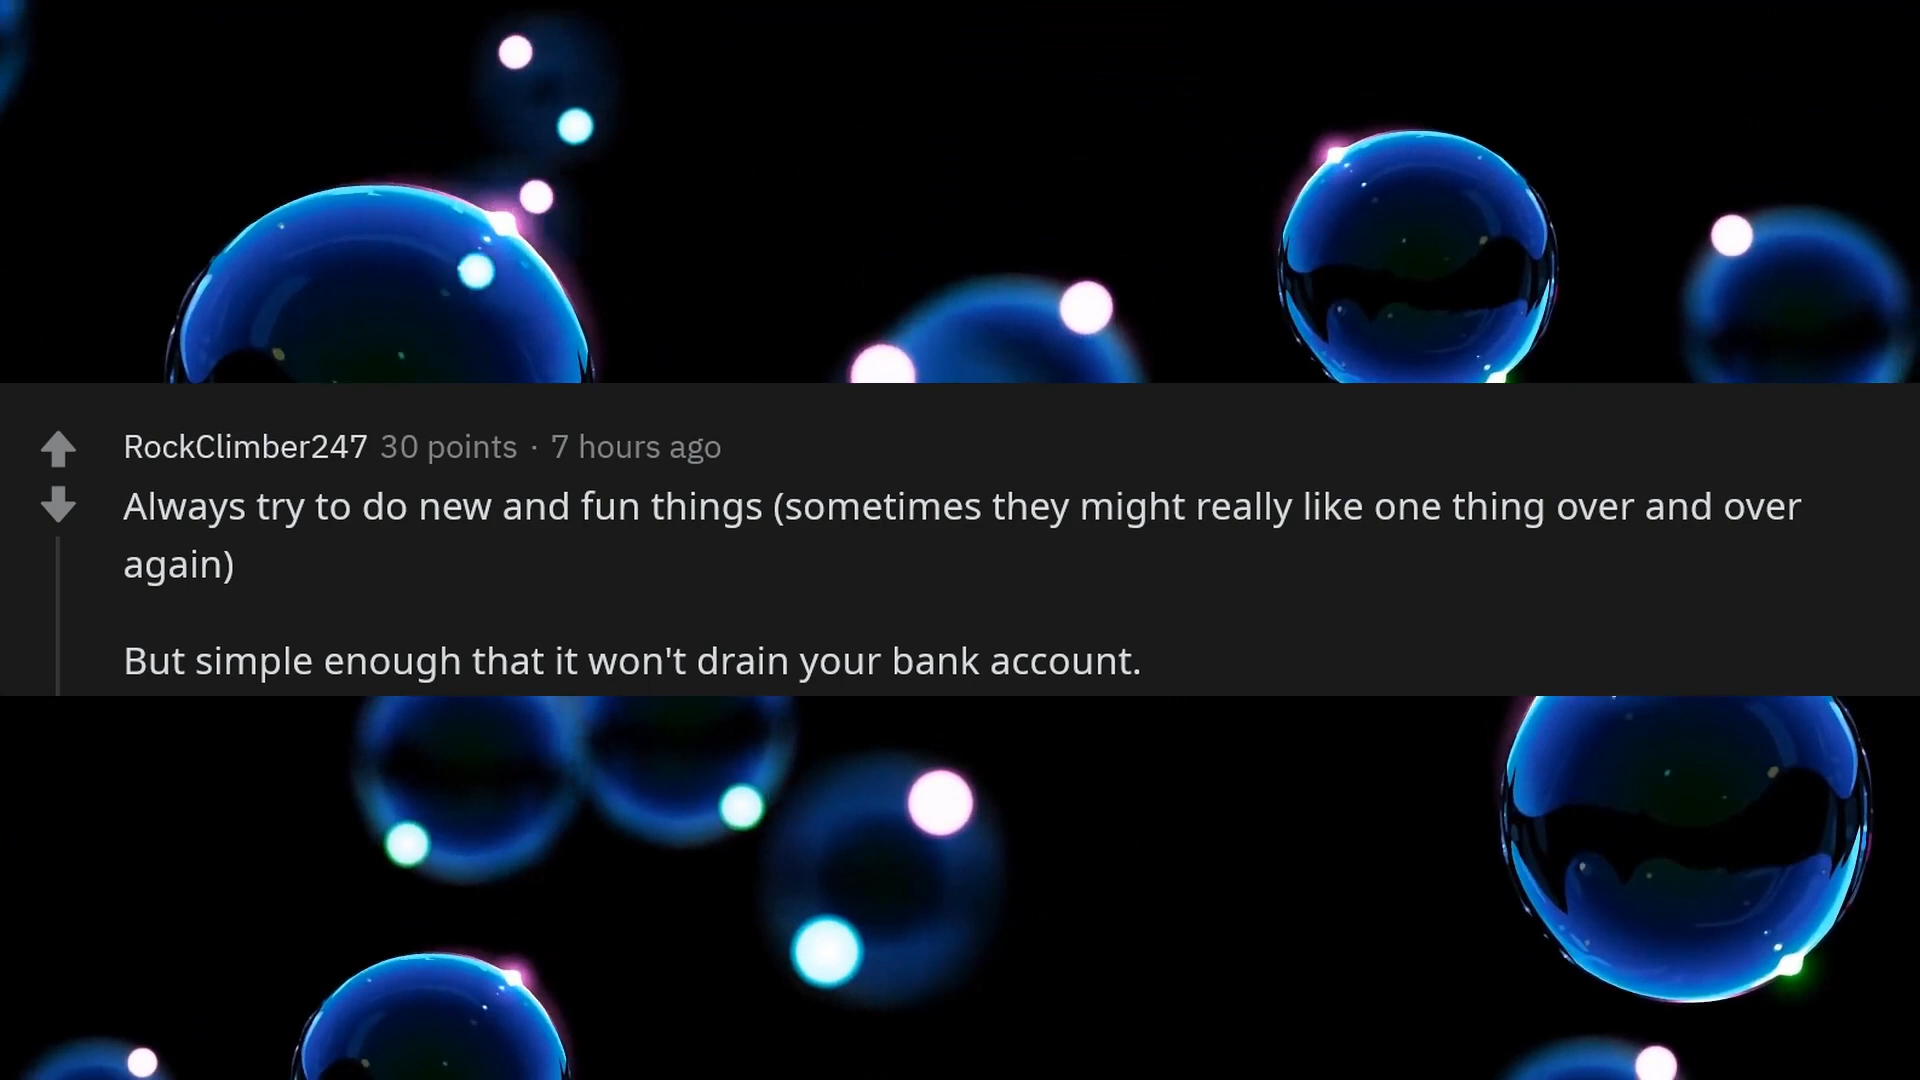 RockClimber247 30 points · 7 hours ago
Always try to do new and fun things (sometimes they might really like one thing over and over
again)
But simple enough that it won't drain your bank account.